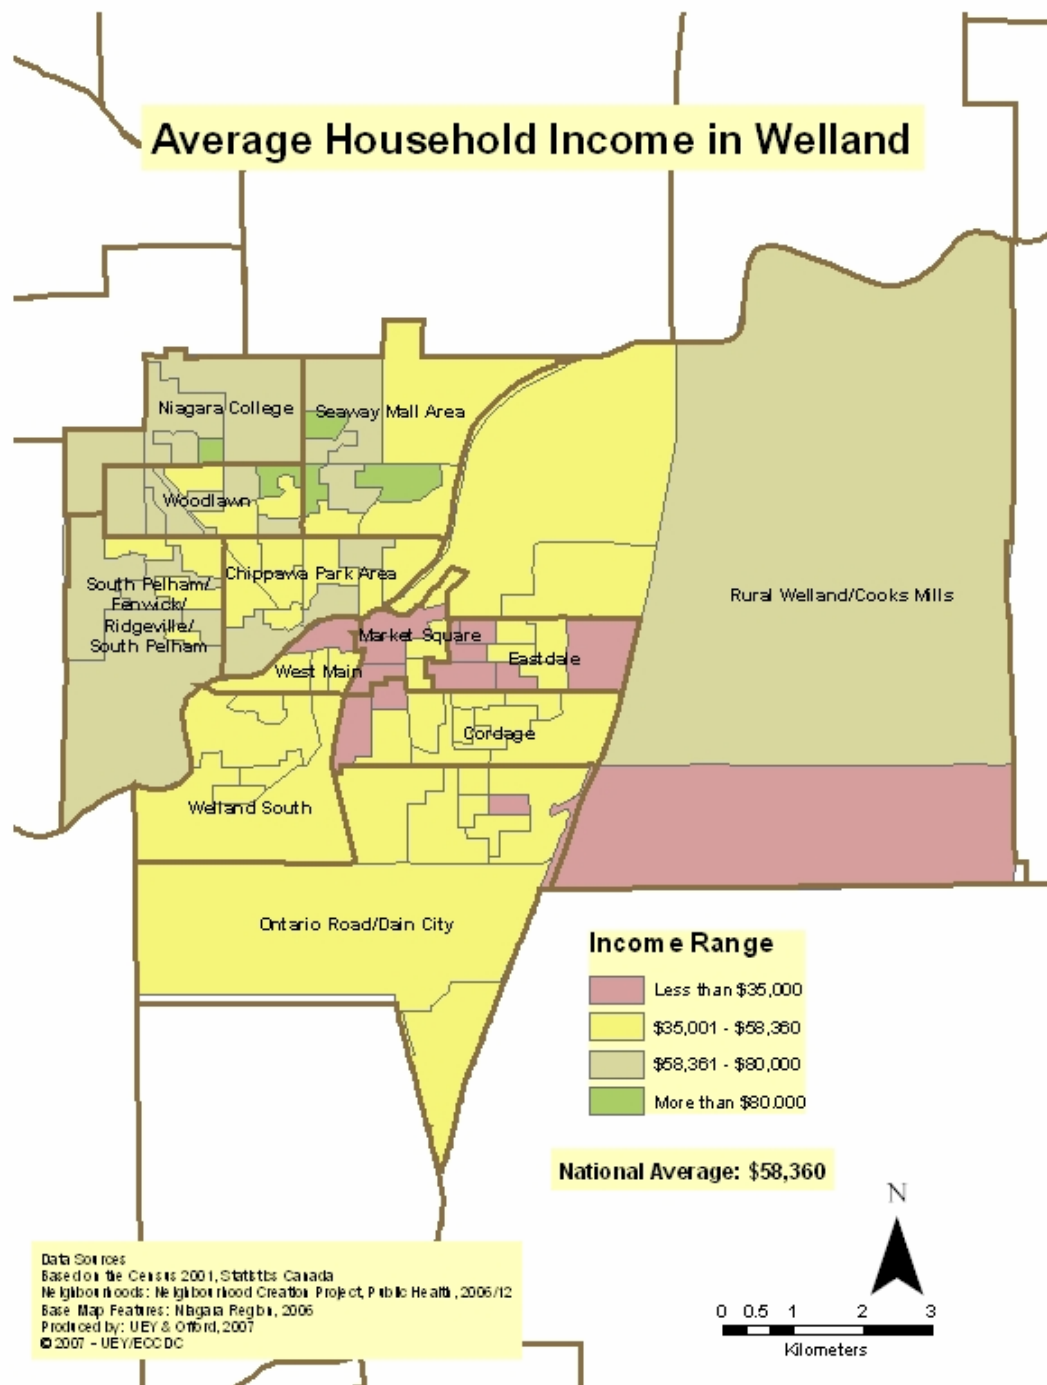 Average Household Income in Welland
Niagara College
Seaway Mall Area
Woodlawn
Chippawa Park Area
South Pelham/
Fenwick/
Ridgeville/
South Pelham
Rural Welland/Cooks Mills
Market Square
Eastdale
West Main
Cordage
Welland South
Ontario Road/Dain City
Income Range
Less than $35,000
$35,001 - $58,360
$58,361 - $80,000
More than $80.000
National Average: $58,360
N
Data Sources
Based on the Census 2001, Statistics Canada
Neighbourhoods: Neighbourhood Creation Project, Public Health, 2006/12
Base Map Features: Niagara Region, 2006
Produced by: UEY & Offord, 2007
© 2007 - UEY/ECCDC
0 0.5 1 2 3
Kilometers